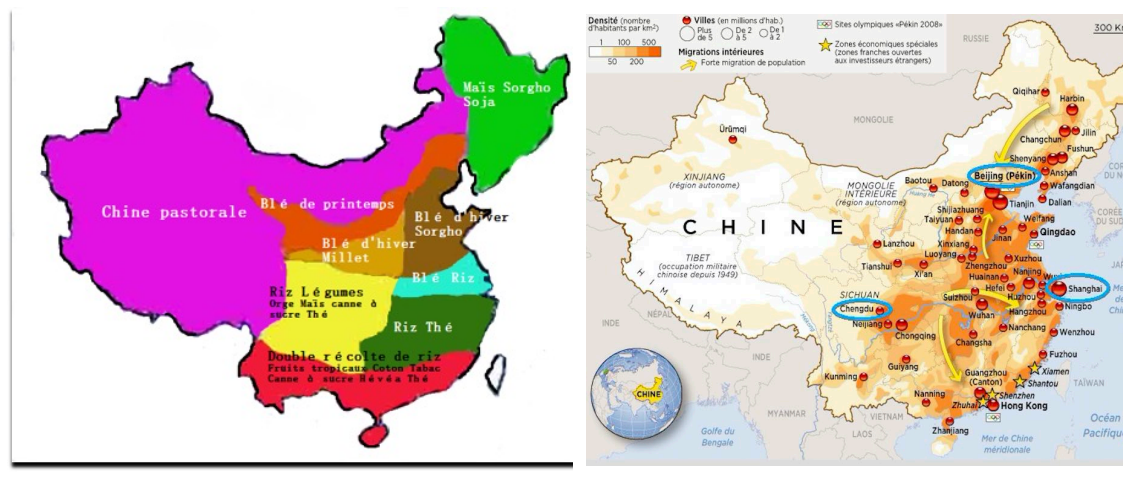 Maïs Sorgho
Soja
Chine pastorale
Blé de printemps
Blé d'hiver
Sorgho
Blé d'hiver
Millet
Blé Riz
Riz Légumes
Orge Maïs canne à
sucre Thé
Riz Thé
Double récolte de riz
Fruits tropicaux Coton Tabac
Canne à sucre Hévéa Thé
Densité (nombre
d'habitants par km²)
1 100 500
50 200
Villes (en millions d'hab.)
Plus
de 5
De 2
à 5
De 1
à 2
Migrations intérieures
Forte migration de population
Sites olympiques «Pékin 2008»
Zones économiques spéciales
(zones franches ouvertes
aux investisseurs étrangers)
300 K
RUSSIE
MONGOLIE
Qiqihar
Harbin
Changchun
Jilin
Fushun
Shenyang
Ürümqi
XINJIANG
(région autonome)
MONGOLIE
INTÉRIEURE
(région autonome)
Baotou
Datong
Beijing (Pékin)
Anshan
Wafangdian
Dalian
Tianjin
CHINE
Shijiazhuang
Taiyuan
Handan
Jinan
Weifang
Qingdao
CORÉE
DU SUD
Lanzhou
Xinxiang
Luoyang
Zhengzhou
Xuzhou
Tianshui
Xi'an
TIBET
(occupation militaire
chinoise depuis 1949)
HIMALAYA
Huainan
Nanjing
Hefei
Shanghai
SICHUAN
Chengdu
Suizhou
Huzhou
Hangzhou
Ningbo
Wuhan
Neijiang
Chongqing
Nanchang
Changsha
Wenzhou
INDE
NÉPAL
Guiyang
Fuzhou
Kunming
Guangzhou
(Canton)
Xiamen
Shantou
TAÏWAN
INDE
CHINE
Nanning
Shenzhen
Zhuhai
Hong Kong
MYANMAR
VIETNAM
LAOS
Zhanjiang
Golfe du
Bengale
Mer de Chine
méridionale
Océan
Pacifiqu